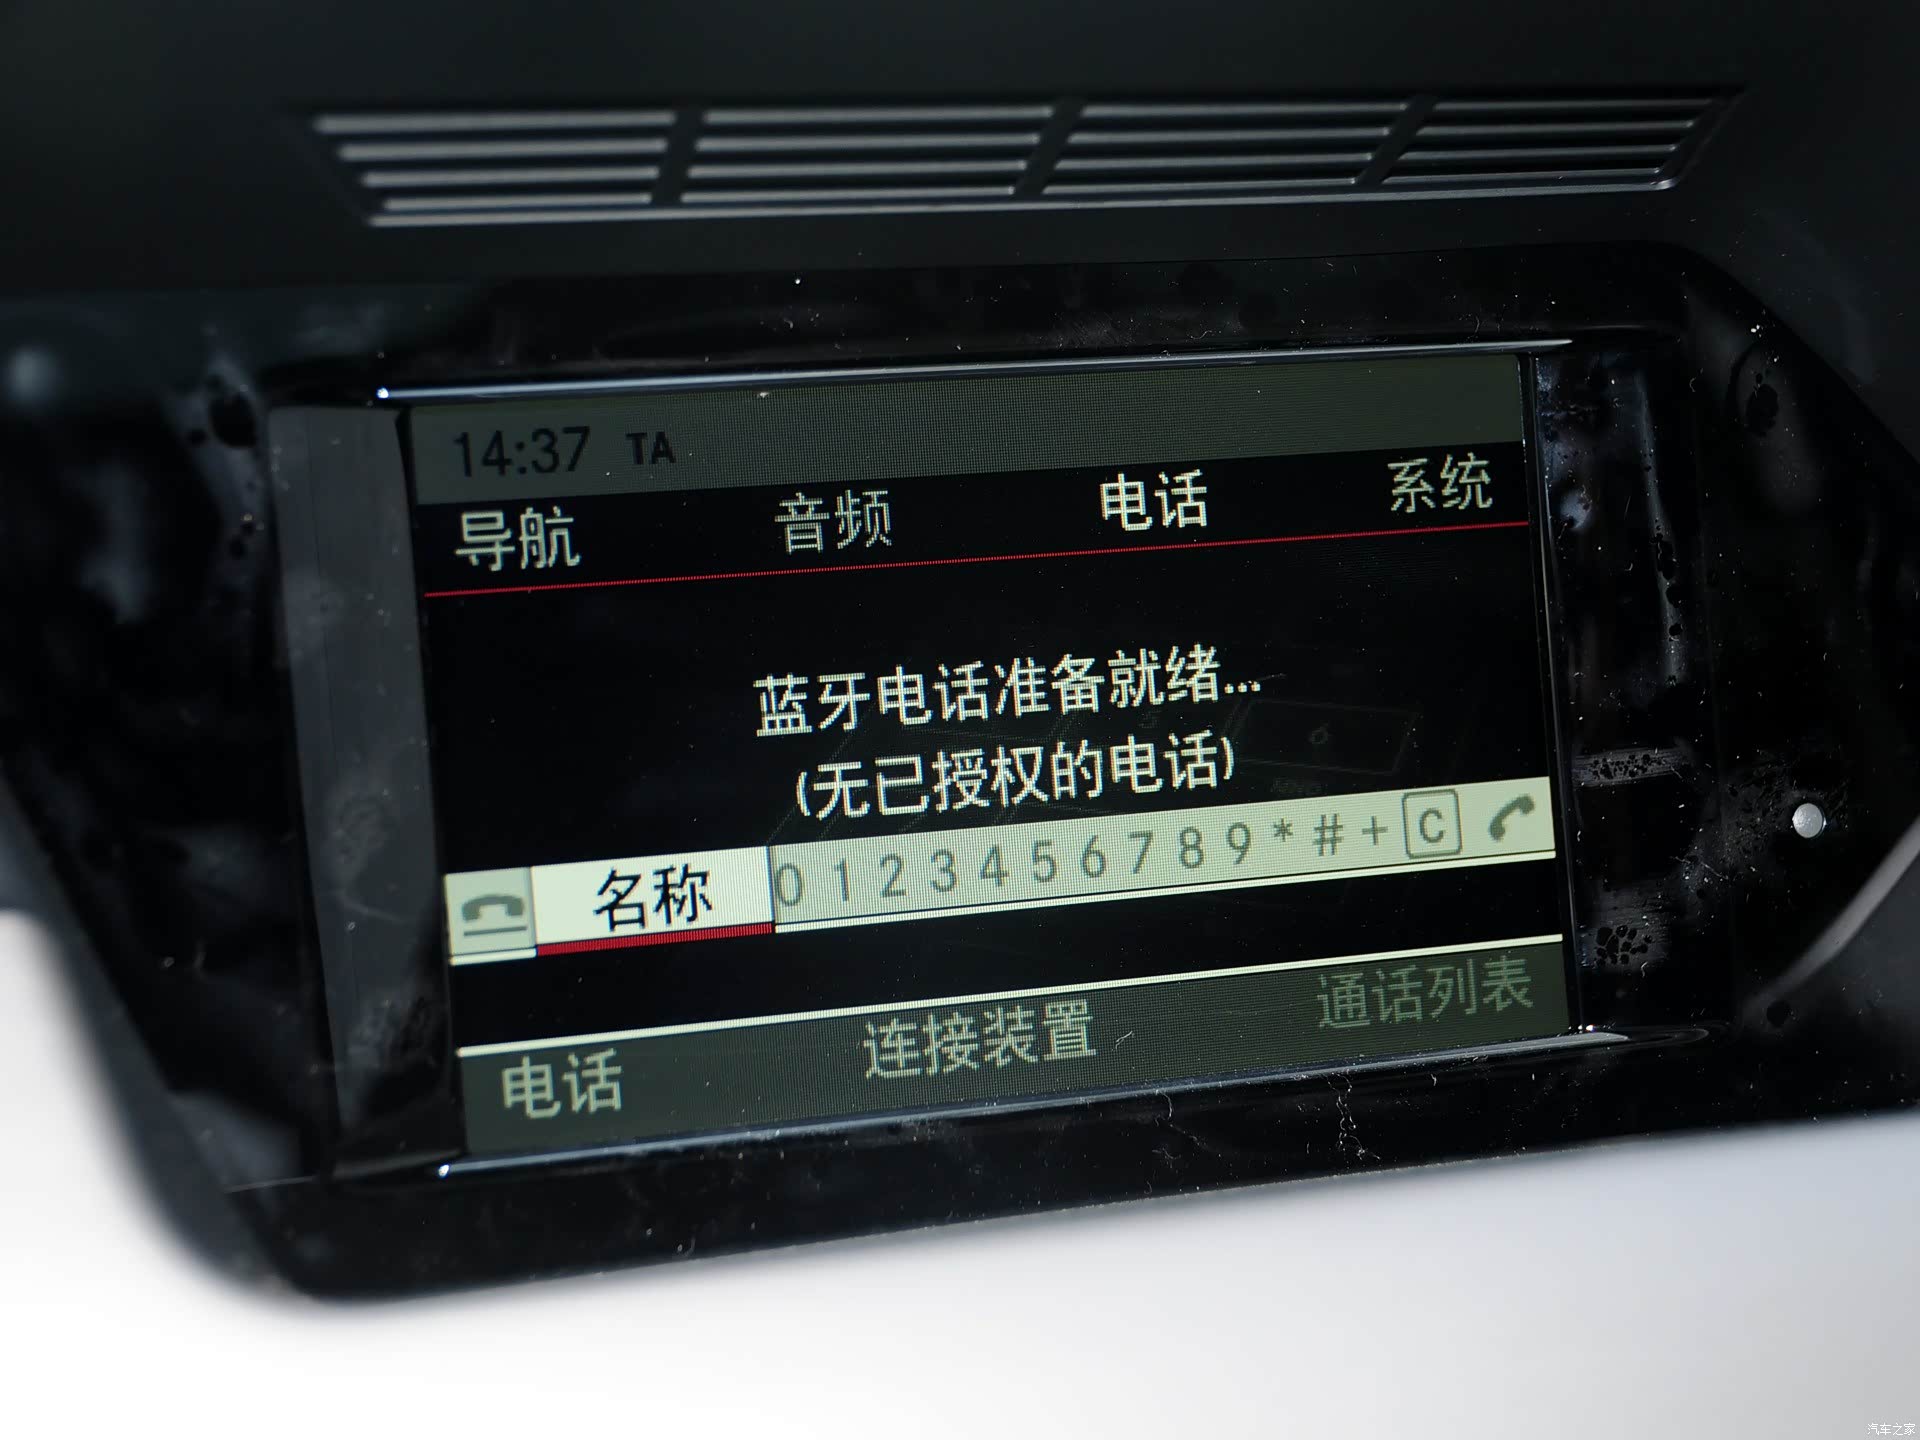 14:37 TA
导航 音频 电话 系统
蓝牙电话准备就绪...
(无已授权的电话)
名称 0 1 2 3 4 5 6 7 8 9 * # + C
电话 连接装置 通话列表
汽车之家